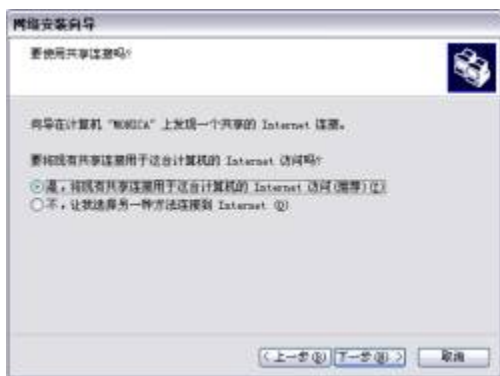 网络安装向导
要使用共享连接吗?
向导在计算机 "MONICA" 上发现一个共享的 Internet 连接。
要将现有共享连接用于这台计算机的 Internet 访问吗?
是，将现有共享连接用于这台计算机的 Internet 访问(推荐)(Y)
不，让我选择另一种方法连接到 Internet (O)
<上一步(B) 下一步(N)> 取消